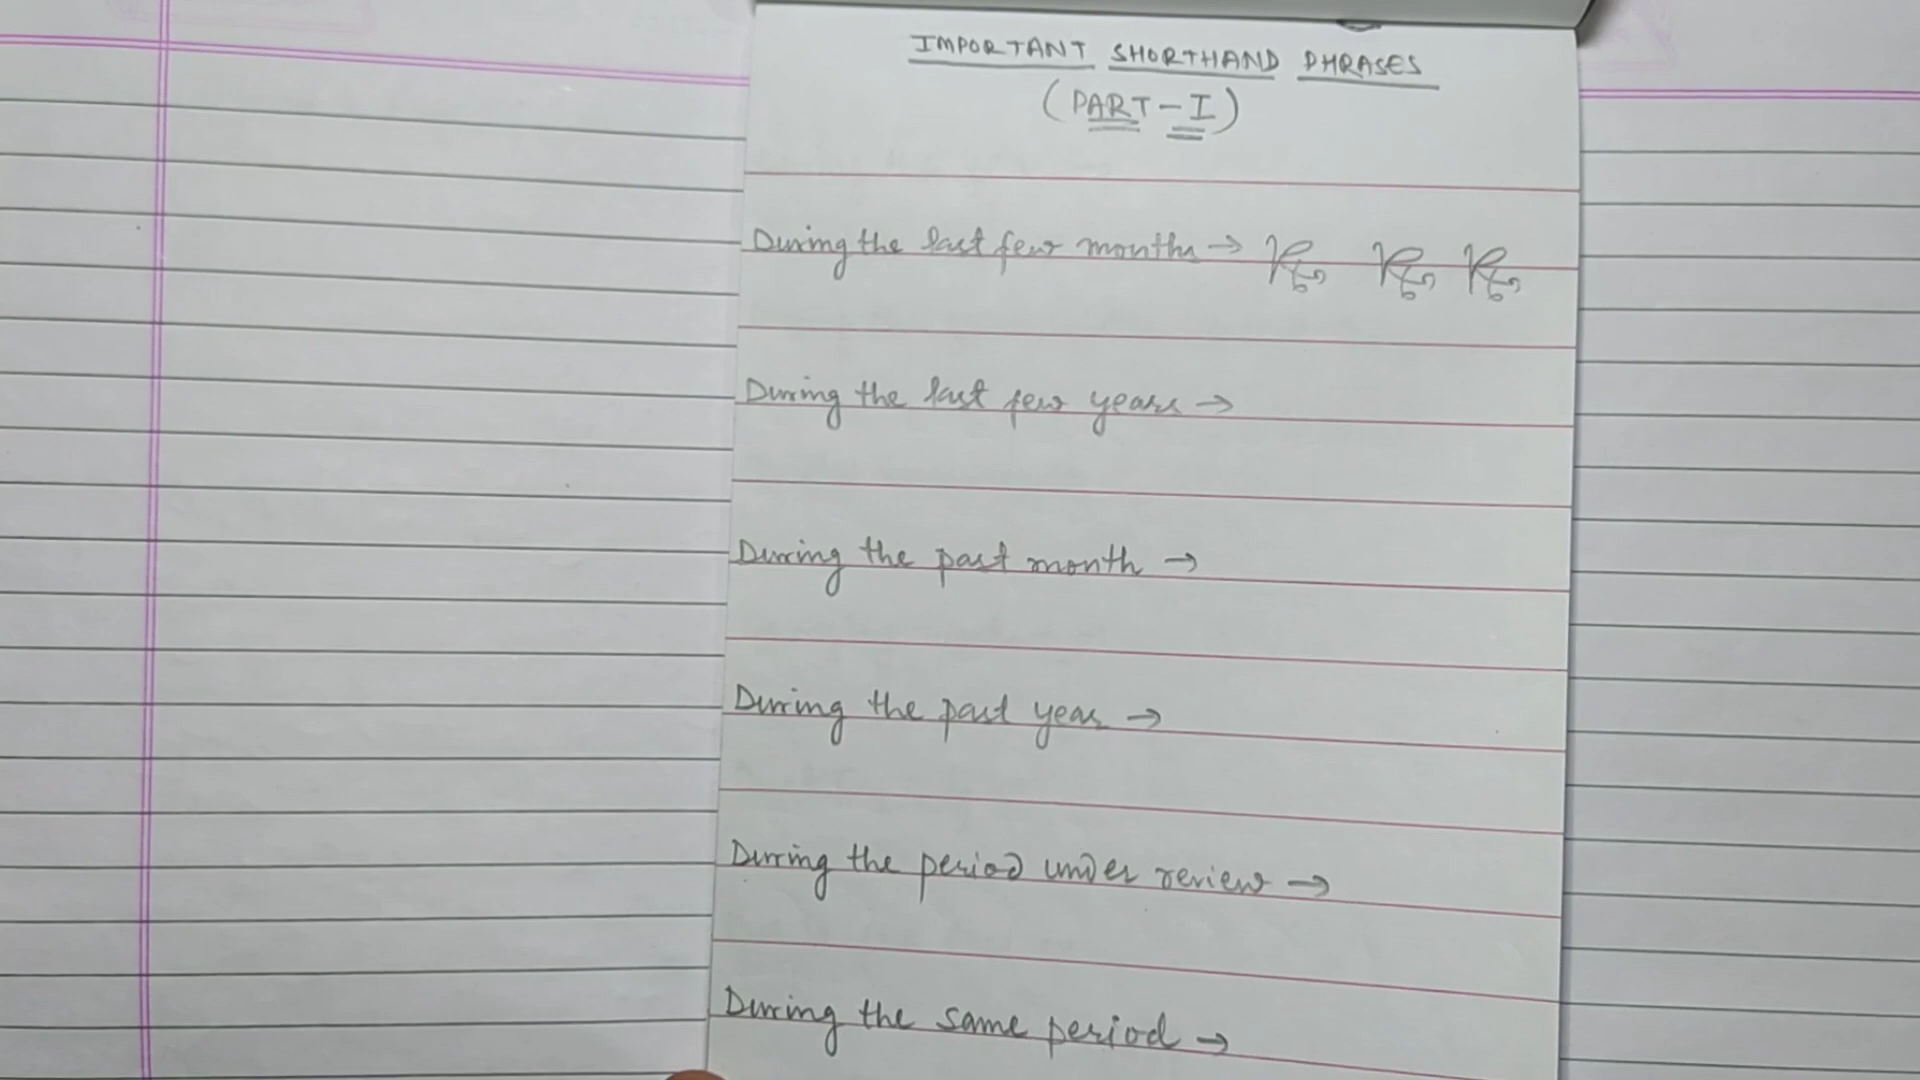 IMPORTANT SHORTHAND PHRASES
(PART-I)
During the last few months →
During the last few years →
During the past month →
During the past year →
During the period under review →
During the same period →